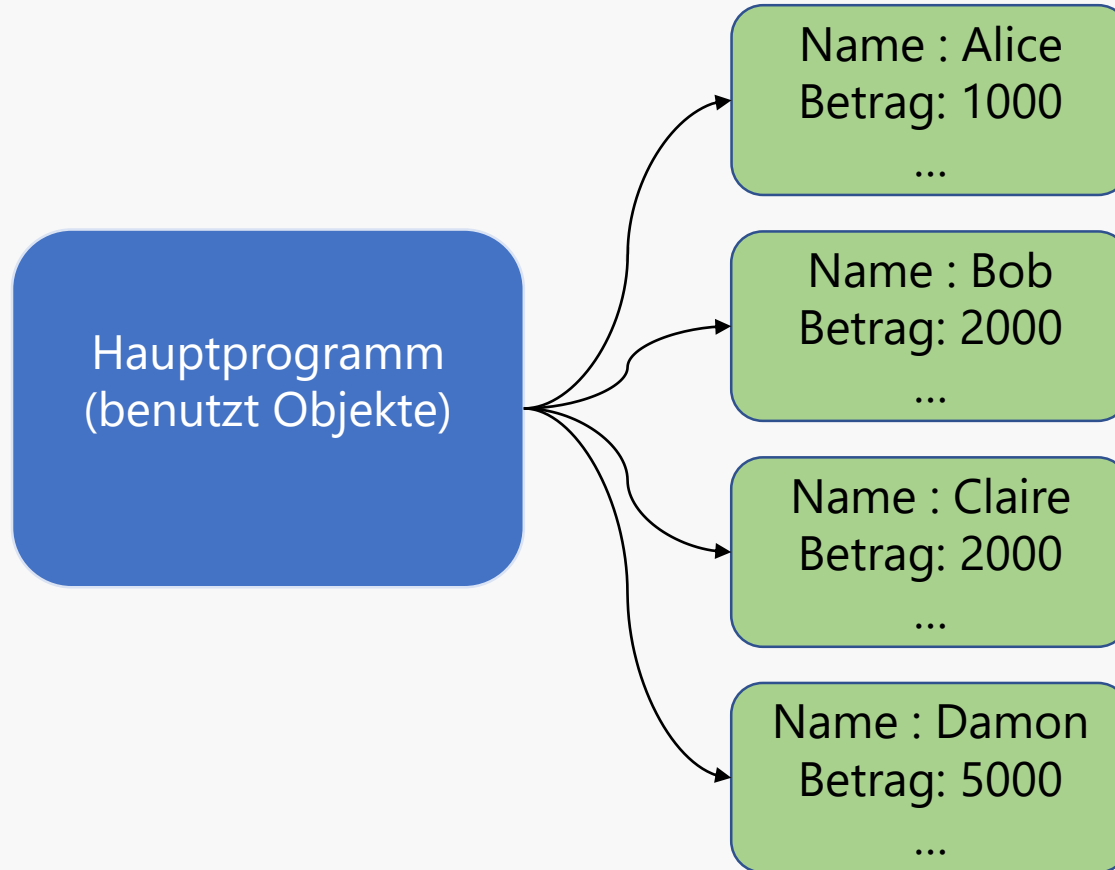 Name : Alice
Betrag: 1000
...
Hauptprogramm
(benutzt Objekte)
Name : Bob
Betrag: 2000
...
Name : Claire
Betrag: 2000
...
Name : Damon
Betrag: 5000
...